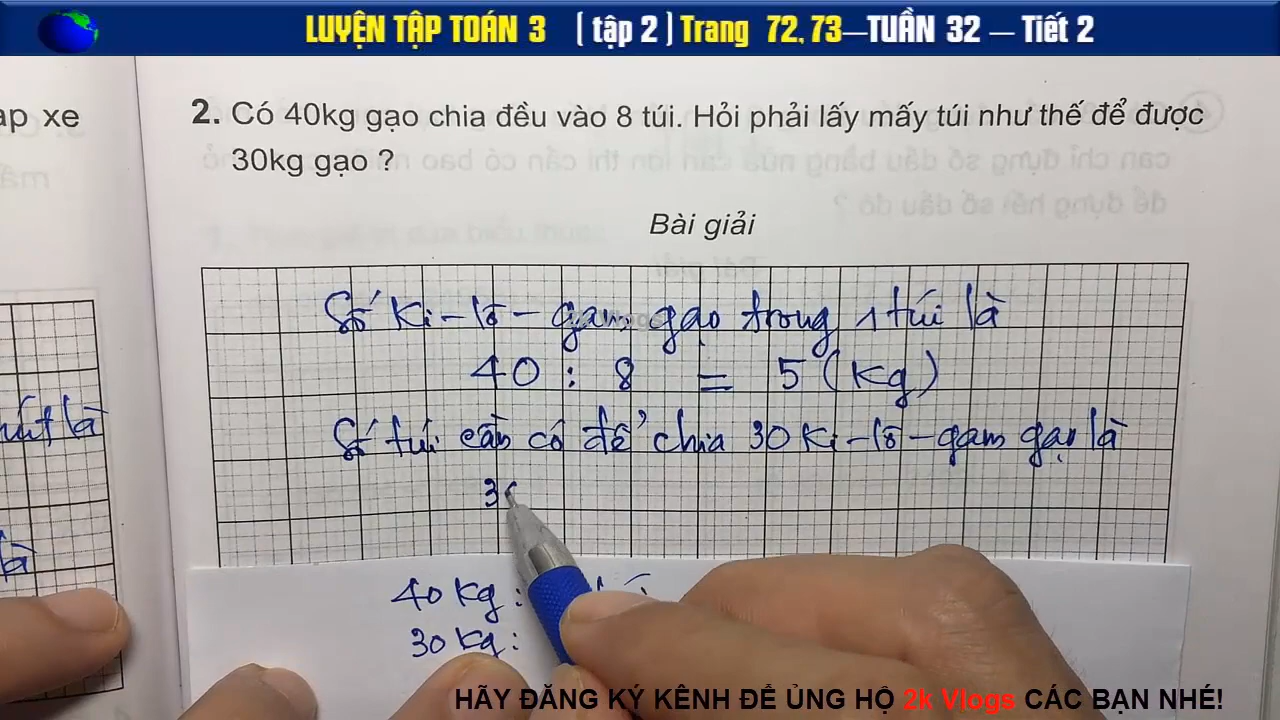 LUYỆN TẬP TOÁN 3 ( tập 2 ) Trang 72, 73—TUẦN 32 — Tiết 2
ạp xe
2. Có 40kg gạo chia đều vào 8 túi. Hỏi phải lấy mấy túi như thế để được
30kg gạo ?
Bài giải
Số Ki-lô-gam gạo trong 1 túi là
40 : 8 = 5 (Kg)
Số túi cần có để chia 30 Ki-lô-gam gạo là
là
30
là
40 Kg :
30 Kg :
HÃY ĐĂNG KÝ KÊNH ĐỂ ỦNG HỘ 2k Vlogs CÁC BẠN NHÉ!